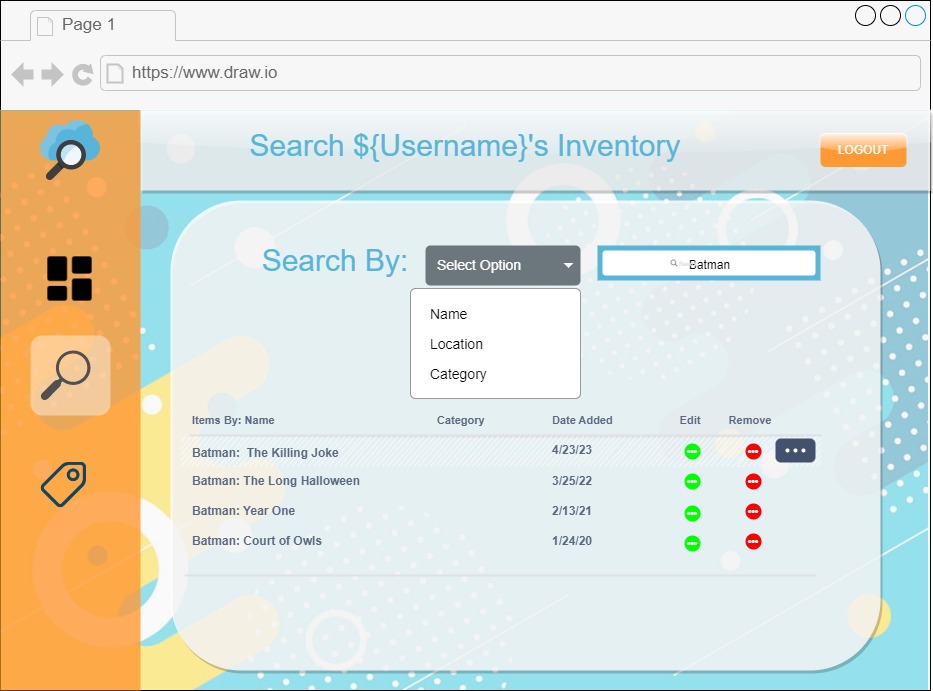 Page 1
https://www.draw.io
Search ${Username}'s Inventory
LOGOUT
Search By:
Select Option
Batman
Name
Location
Category
Items By: Name Category Date Added Edit Remove
Batman: The Killing Joke 4/23/23
Batman: The Long Halloween 3/25/22
Batman: Year One 2/13/21
Batman: Court of Owls 1/24/20